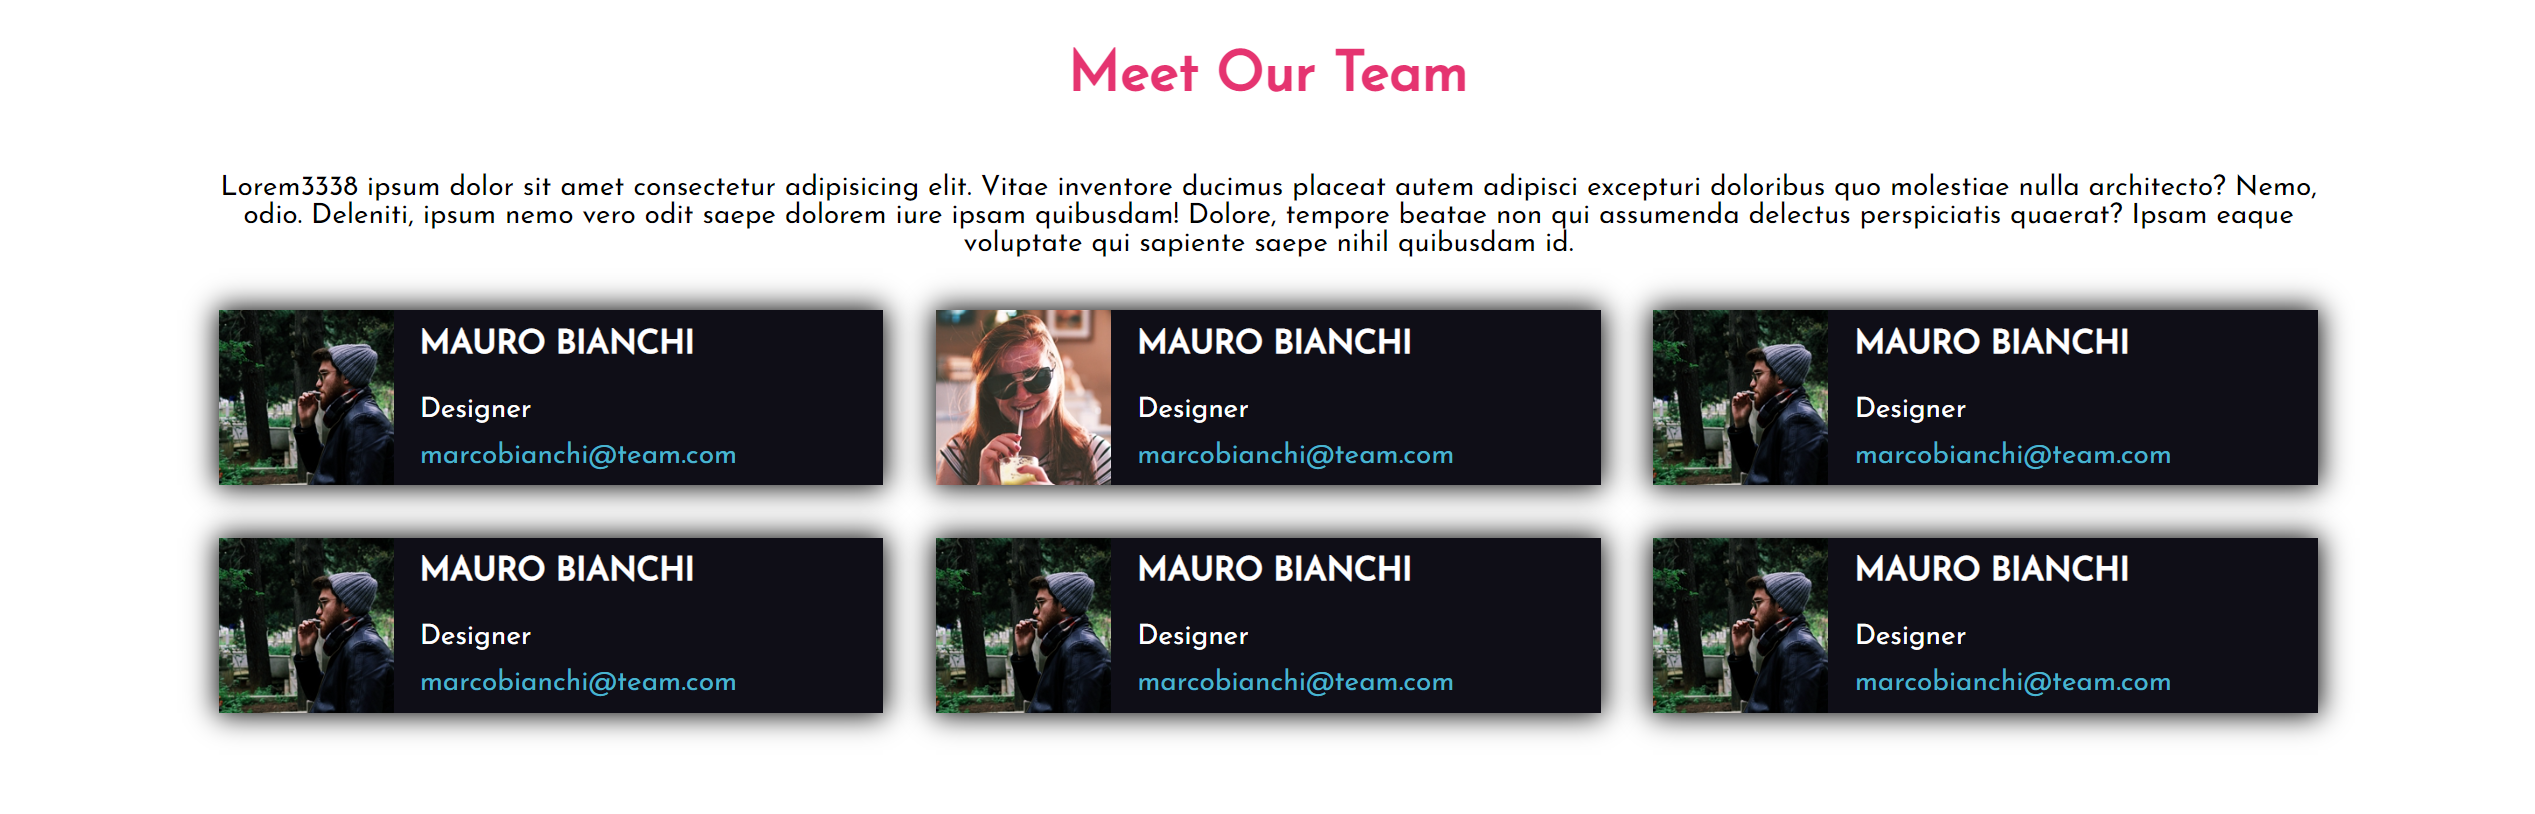 Meet Our Team
Lorem3338 ipsum dolor sit amet consectetur adipisicing elit. Vitae inventore ducimus placeat autem adipisci excepturi doloribus quo molestiae nulla architecto? Nemo,
odio. Deleniti, ipsum nemo vero odit saepe dolorem iure ipsam quibusdam! Dolore, tempore beatae non qui assumenda delectus perspiciatis quaerat? Ipsam eaque
voluptate qui sapiente saepe nihil quibusdam id.
MAURO BIANCHI
Designer
marcobianchi@team.com
MAURO BIANCHI
Designer
marcobianchi@team.com
MAURO BIANCHI
Designer
marcobianchi@team.com
MAURO BIANCHI
Designer
marcobianchi@team.com
MAURO BIANCHI
Designer
marcobianchi@team.com
MAURO BIANCHI
Designer
marcobianchi@team.com